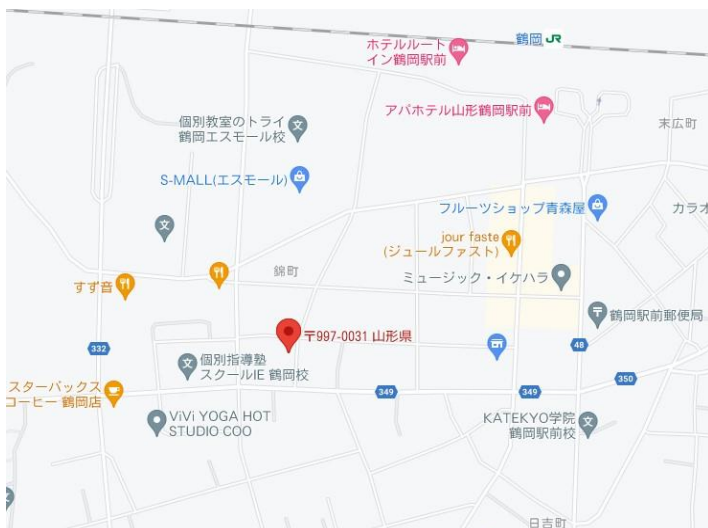 鶴岡 JR
ホテルルート
イン鶴岡駅前
アパホテル山形鶴岡駅前
末広町
個別教室のトライ
鶴岡エスモール校
S-MALL(エスモール)
フルーツショップ青森屋
カラオ
jour faste
(ジュールファスト)
錦町
ミュージック・イケハラ
すず音
鶴岡駅前郵便局
〒997-0031 山形県
332
48
個別指導塾
スクールIE 鶴岡校
350
スターバックス
コーヒー 鶴岡店
349
349
ViVi YOGA HOT
STUDIO COO
KATEKYO学院
鶴岡駅前校
日吉町